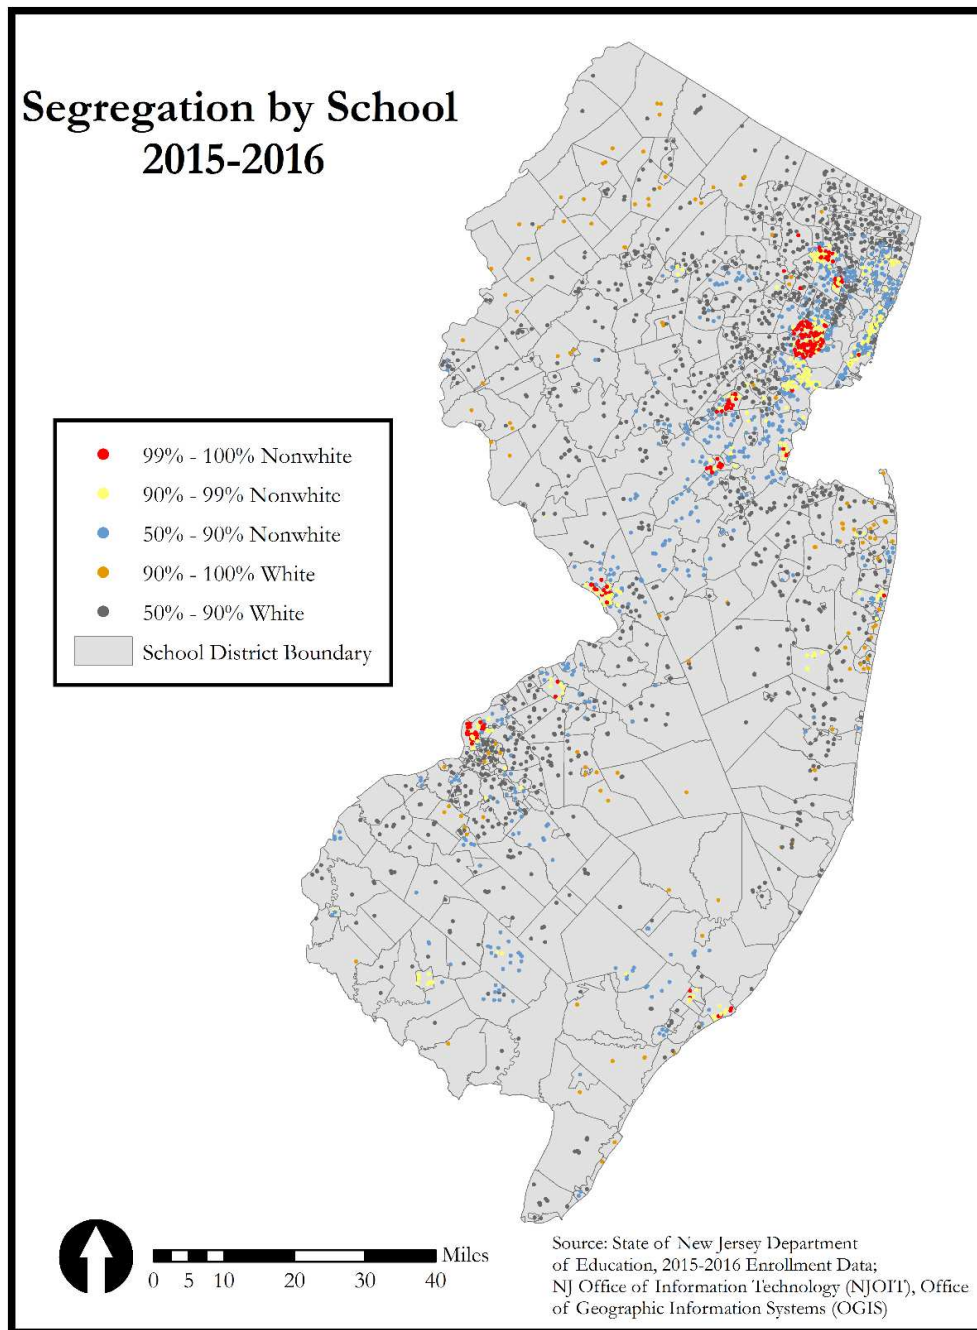 Segregation by School
2015-2016
99% - 100% Nonwhite
90% - 99% Nonwhite
50% - 90% Nonwhite
90% - 100% White
50% - 90% White
School District Boundary
Miles
0 5 10 20 30 40
Source: State of New Jersey Department
of Education, 2015-2016 Enrollment Data;
NJ Office of Information Technology (NJOIT), Office
of Geographic Information Systems (OGIS)